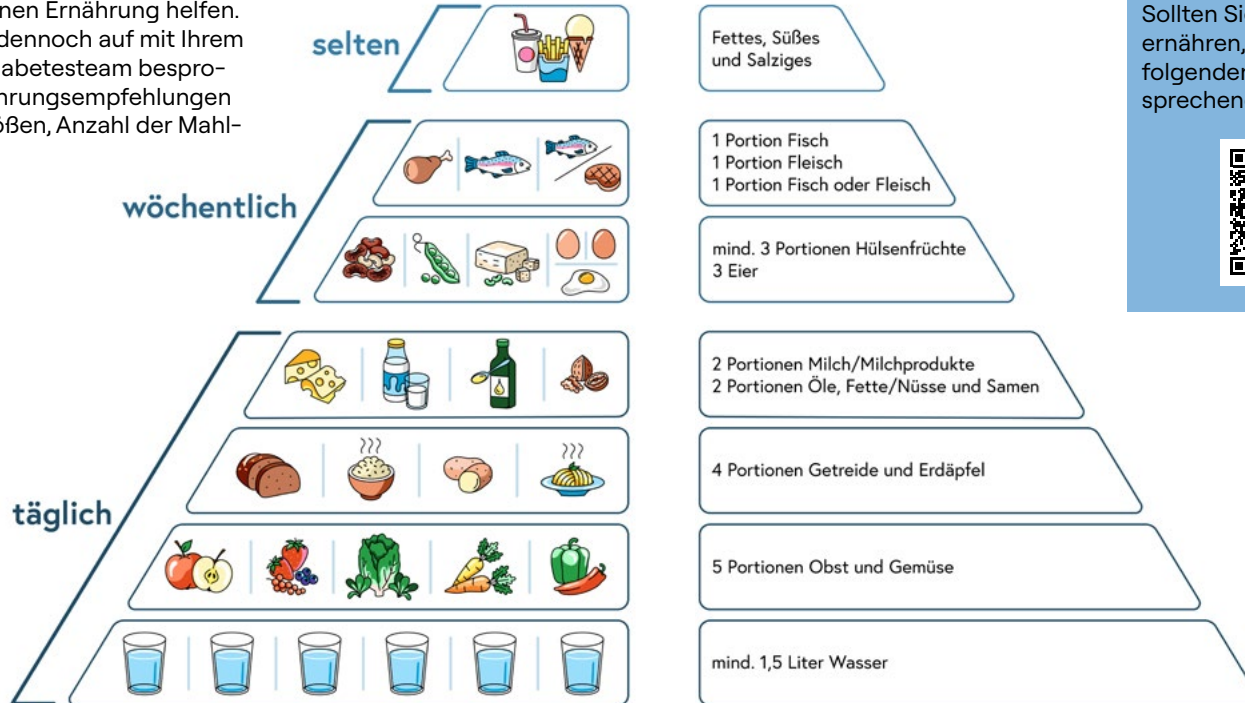 nen Ernährung helfen.
dennoch auf mit Ihrem
abetesteam bespro-
hrungsempfehlungen
ößen, Anzahl der Mahl-
Sollten Sie
ernähren,
folgenden
sprechen
selten
Fettes, Süßes
und Salziges
wöchentlich
1 Portion Fisch
1 Portion Fleisch
1 Portion Fisch oder Fleisch
mind. 3 Portionen Hülsenfrüchte
3 Eier
täglich
2 Portionen Milch/Milchprodukte
2 Portionen Öle, Fette/Nüsse und Samen
4 Portionen Getreide und Erdäpfel
5 Portionen Obst und Gemüse
mind. 1,5 Liter Wasser